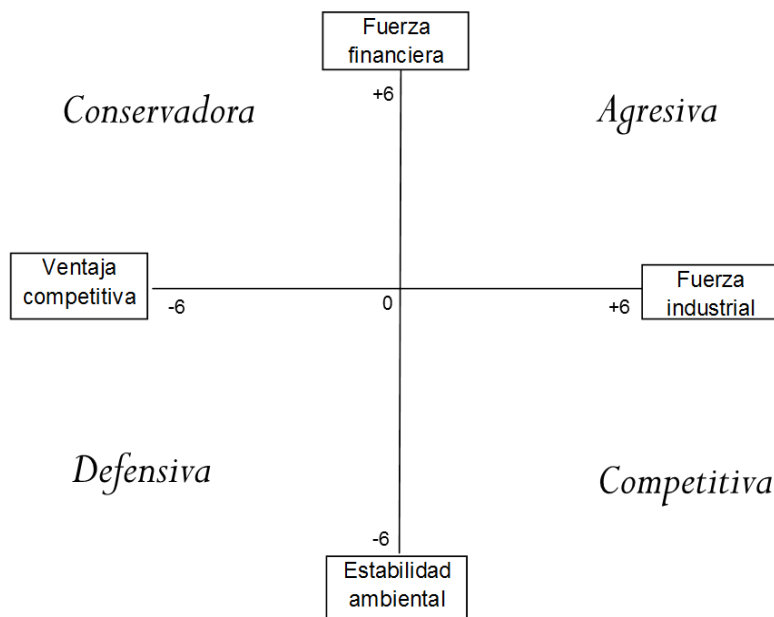 Fuerza
financiera
+6
Conservadora
Agresiva
Ventaja
competitiva
-6
0
+6
Fuerza
industrial
Defensiva
Competitiva
-6
Estabilidad
ambiental